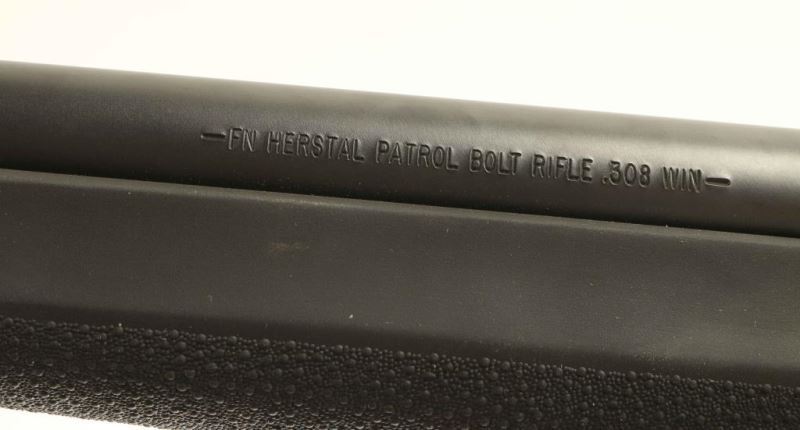 —FN HERSTAL PATROL BOLT RIFLE .308 WIN—